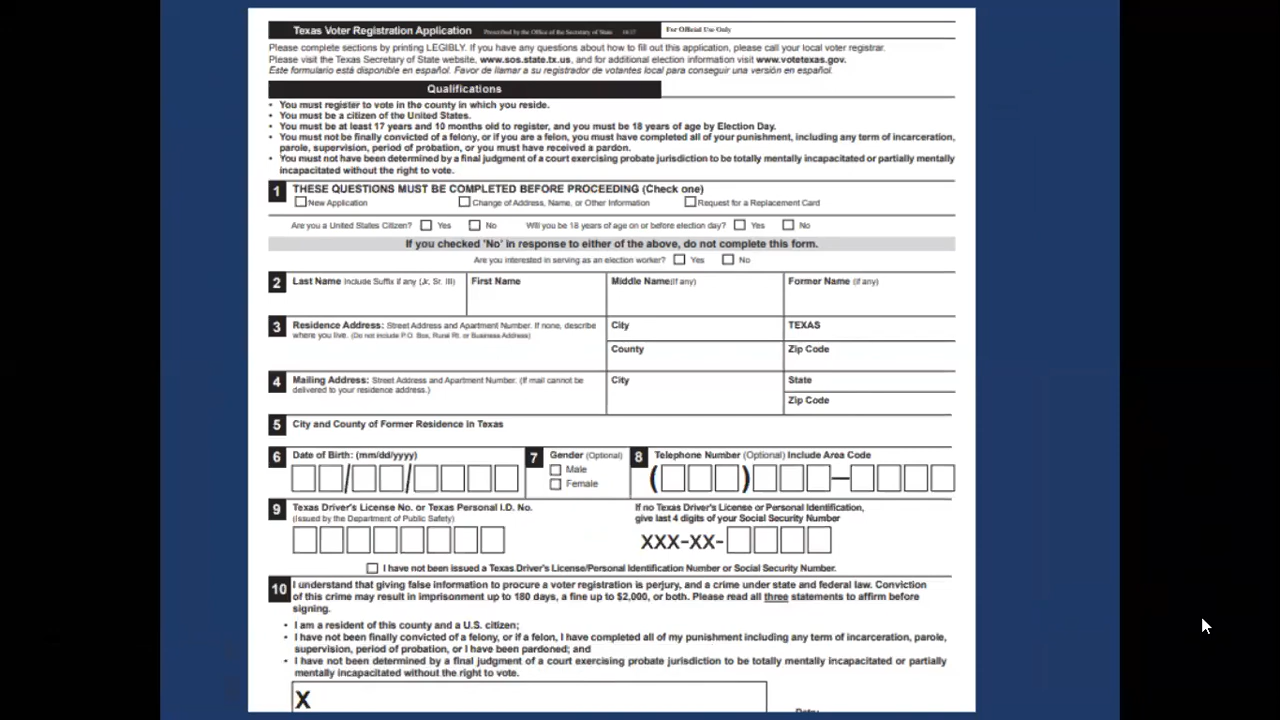 Texas Voter Registration Application Prescribed by the Office of the Secretary of State For Official Use Only
Please complete sections by printing LEGIBLY. If you have any questions about how to fill out this application, please call your local voter registrar.
Please visit the Texas Secretary of State website, www.sos.state.tx.us, and for additional election information visit www.votetexas.gov.
Este formulario está disponible en español. Favor de llamar a su registrador de votantes local para conseguir una versión en español.
Qualifications
• You must register to vote in the county in which you reside.
• You must be a citizen of the United States.
• You must be at least 17 years and 10 months old to register, and you must be 18 years of age by Election Day.
• You must not be finally convicted of a felony, or if you are a felon, you must have completed all of your punishment, including any term of incarceration,
parole, supervision, period of probation, or you must have received a pardon.
• You must not have been determined by a final judgment of a court exercising probate jurisdiction to be totally mentally incapacitated or partially mentally
incapacitated without the right to vote.
1 THESE QUESTIONS MUST BE COMPLETED BEFORE PROCEEDING (Check one)
New Application Change of Address, Name, or Other Information Request for a Replacement Card
Are you a United States Citizen? Yes No Will you be 18 years of age on or before election day? Yes No
If you checked 'No' in response to either of the above, do not complete this form.
Are you interested in serving as an election worker? Yes No
2 Last Name Include Suffix if any (Jr, Sr, III) First Name Middle Name(If any) Former Name (if any)
3 Residence Address: Street Address and Apartment Number. If none, describe
where you live. (Do not include P.O. Box, Rural Rt. or Business Address)
City TEXAS
County Zip Code
4 Mailing Address: Street Address and Apartment Number. (If mail cannot be
delivered to your residence address.)
City State
Zip Code
5 City and County of Former Residence in Texas
6 Date of Birth: (mm/dd/yyyy) 7 Gender (Optional) 8 Telephone Number (Optional) Include Area Code
Male
Female
9 Texas Driver's License No. or Texas Personal I.D. No.
(Issued by the Department of Public Safety)
If no Texas Driver's License or Personal Identification,
give last 4 digits of your Social Security Number
XXX-XX-
I have not been issued a Texas Driver's License/Personal Identification Number or Social Security Number.
10 I understand that giving false information to procure a voter registration is perjury, and a crime under state and federal law. Conviction
of this crime may result in imprisonment up to 180 days, a fine up to $2,000, or both. Please read all three statements to affirm before
signing.
• I am a resident of this county and a U.S. citizen;
• I have not been finally convicted of a felony, or if a felon, I have completed all of my punishment including any term of incarceration, parole,
supervision, period of probation, or I have been pardoned; and
• I have not been determined by a final judgment of a court exercising probate jurisdiction to be totally mentally incapacitated or partially
mentally incapacitated without the right to vote.
X